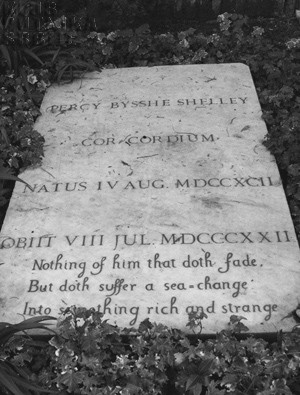 PERCY BYSSHE SHELLEY
COR CORDIUM
NATUS IV AUG. MDCCXCII
OBIIT VIII JUL. MDCCCXXII
Nothing of him that doth fade,
But doth suffer a sea-change
Into something rich and strange